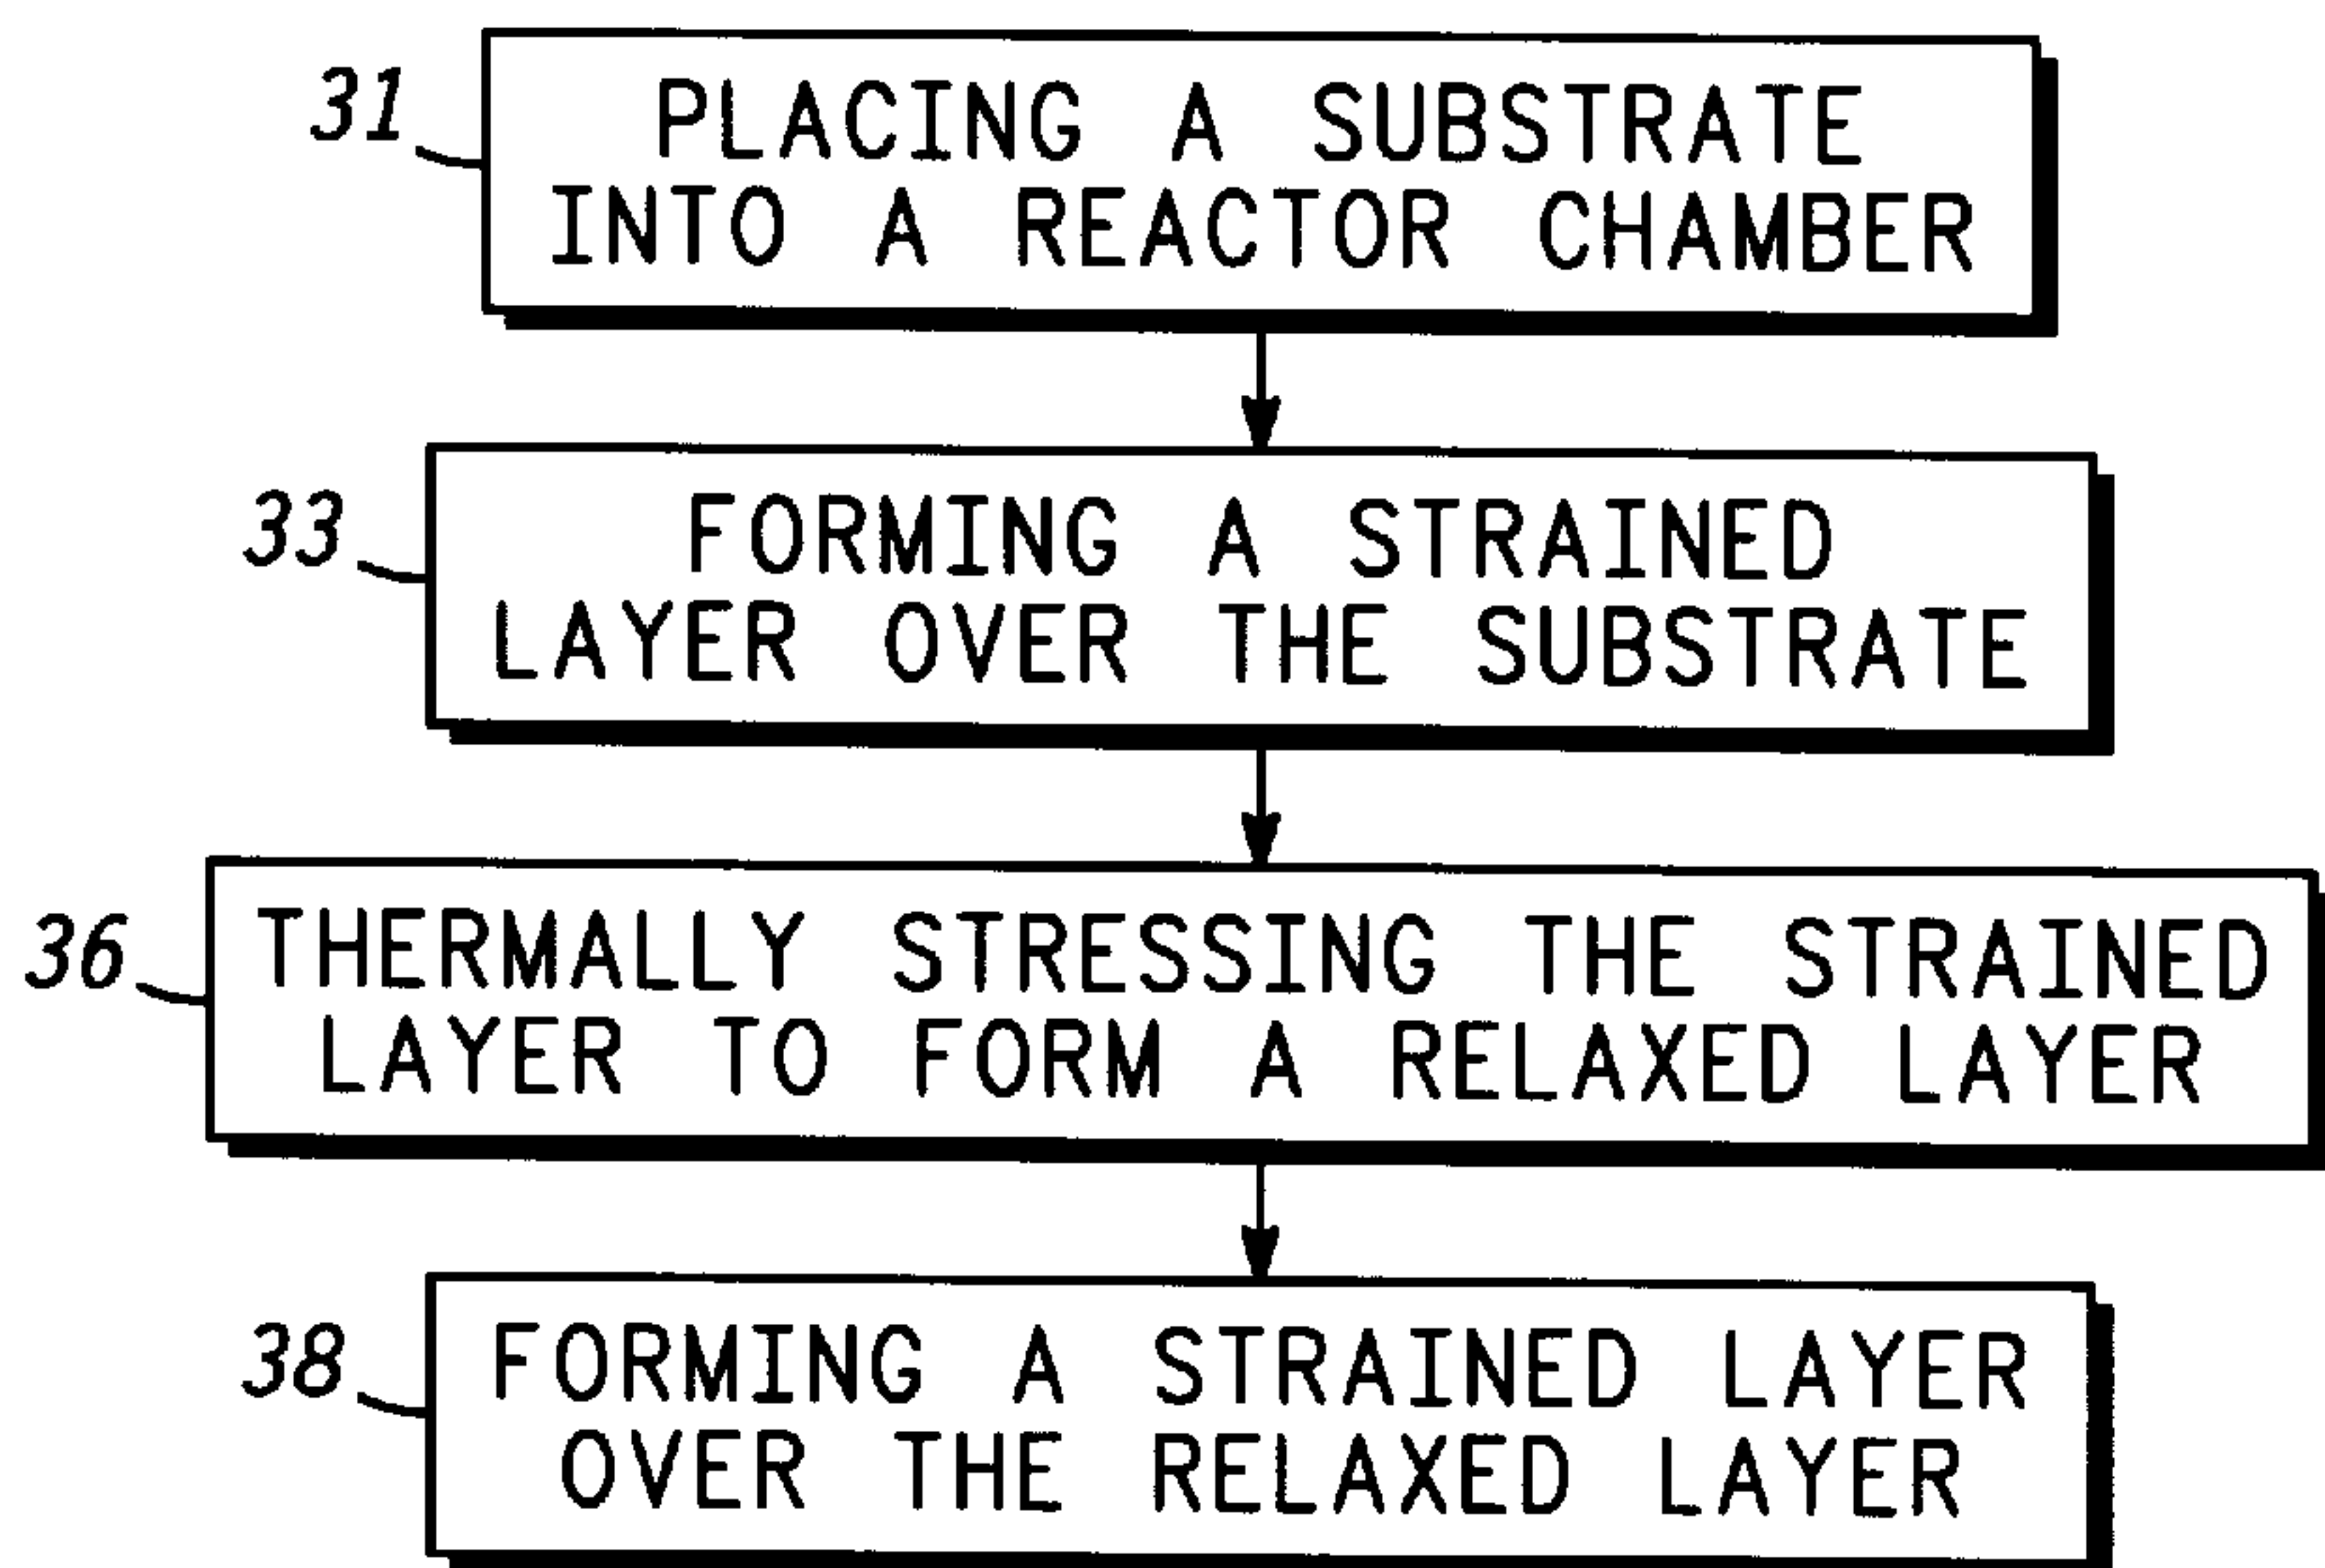 31
PLACING A SUBSTRATE
INTO A REACTOR CHAMBER
33
FORMING A STRAINED
LAYER OVER THE SUBSTRATE
36
THERMALLY STRESSING THE STRAINED
LAYER TO FORM A RELAXED LAYER
38
FORMING A STRAINED LAYER
OVER THE RELAXED LAYER